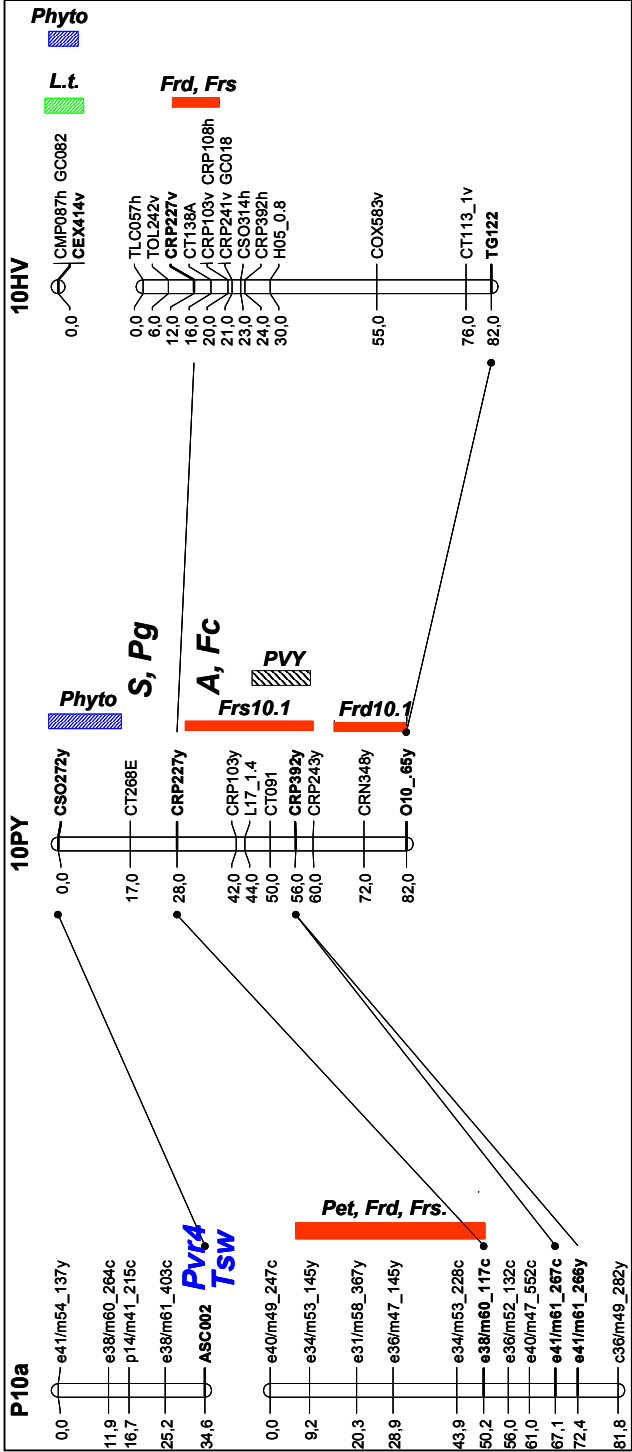 P10a
0,0 e41/m54_137y
11,9 e38/m60_264c
16,7 p14/m41_215c
25,2 e38/m61_403c
34,6 ASC002
Pvr4
Tsw
0,0 e40/m49_247c
9,2 e34/m53_145y
20,3 e31/m58_367y
28,9 e36/m47_145y
43,9 e34/m53_228c
50,2 e38/m60_117c
56,0 e36/m52_132c
61,0 e40/m47_552c
67,1 e41/m61_267c
72,4 e41/m61_266y
81,8 c36/m49_282y
Pet, Frd, Frs.
10PY
0,0 CSO272y
17,0 CT268E
28,0 CRP227y
42,0 CRP103y
44,0 L17_1.4
50,0 CT091
56,0 CRP392y
60,0 CRP243y
72,0 CRN348y
82,0 O10_.65y
Phyto
S, Pg
A, Fc
Frs10.1
PVY
Frd10.1
10HV
0,0 CMP087h GC082
CEX414v
0,0 TLC057h
6,0 TOL242v
12,0 CRP227v
16,0 CT138A
20,0 CRP103v CRP108h
21,0 CRP241v GC018
23,0 CSO314h
24,0 CRP392h
30,0 H05_0.8
55,0 COX583v
76,0 CT113_1v
82,0 TG122
L.t.
Phyto
Frd, Frs